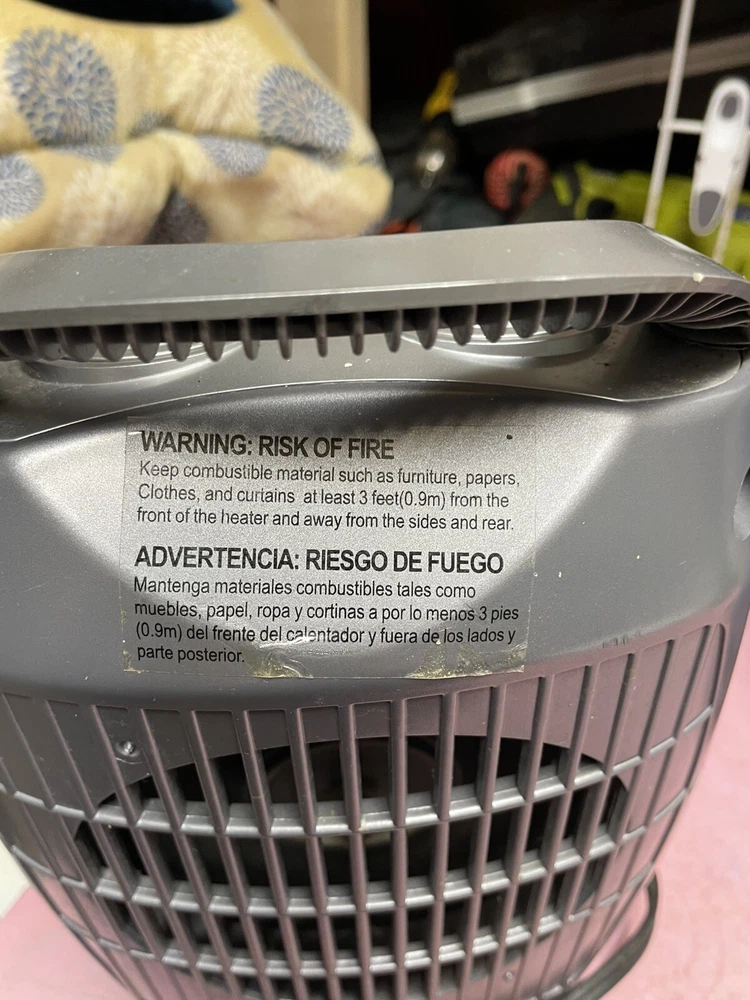 WARNING: RISK OF FIRE
Keep combustible material such as furniture, papers,
Clothes, and curtains at least 3 feet(0.9m) from the
front of the heater and away from the sides and rear.
ADVERTENCIA: RIESGO DE FUEGO
Mantenga materiales combustibles tales como
muebles, papel, ropa y cortinas a por lo menos 3 pies
(0.9m) del frente del calentador y fuera de los lados y
parte posterior.